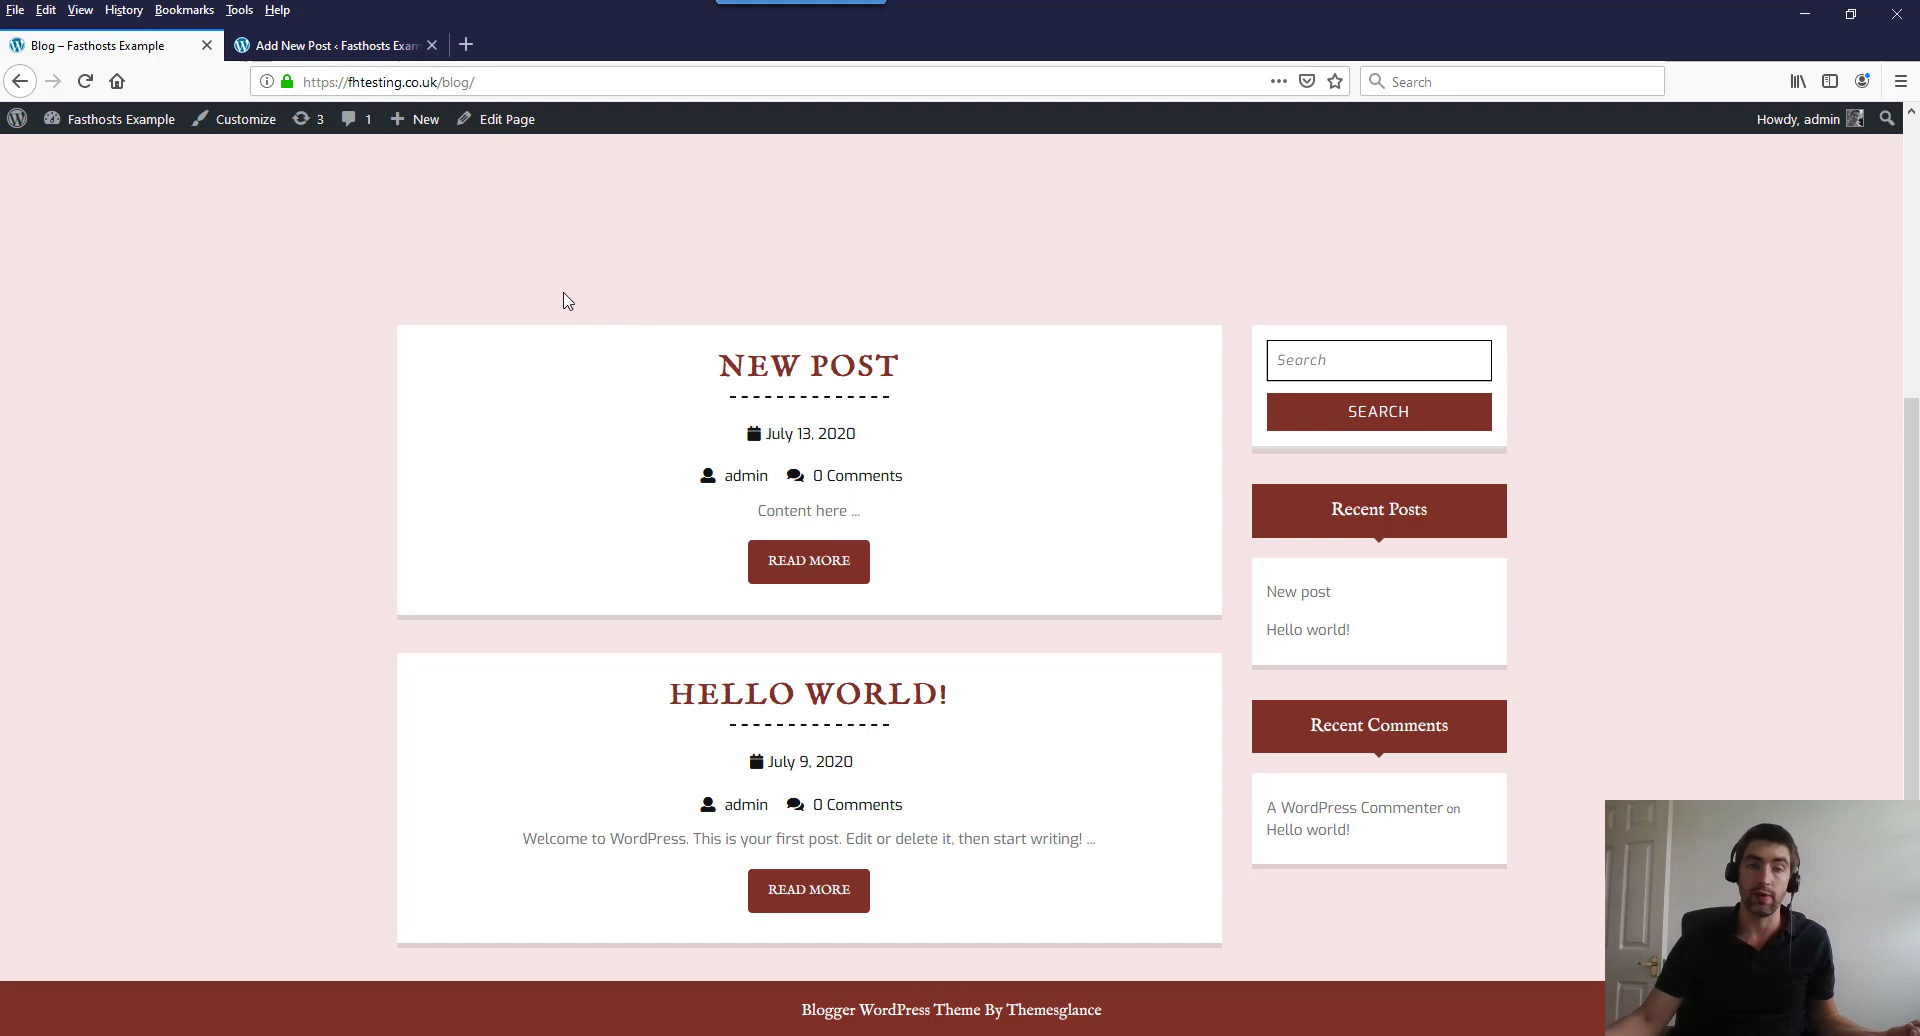 File Edit View History Bookmarks Tools Help
Blog – Fasthosts Example
Add New Post ‹ Fasthosts Exam
https://fhtesting.co.uk/blog/
Search
Fasthosts Example Customize 3 1 New Edit Page
Howdy, admin
NEW POST
July 13, 2020
admin 0 Comments
Content here ...
READ MORE
HELLO WORLD!
July 9, 2020
admin 0 Comments
Welcome to WordPress. This is your first post. Edit or delete it, then start writing! ...
READ MORE
Search
SEARCH
Recent Posts
New post
Hello world!
Recent Comments
A WordPress Commenter on
Hello world!
Blogger WordPress Theme By Themesglance